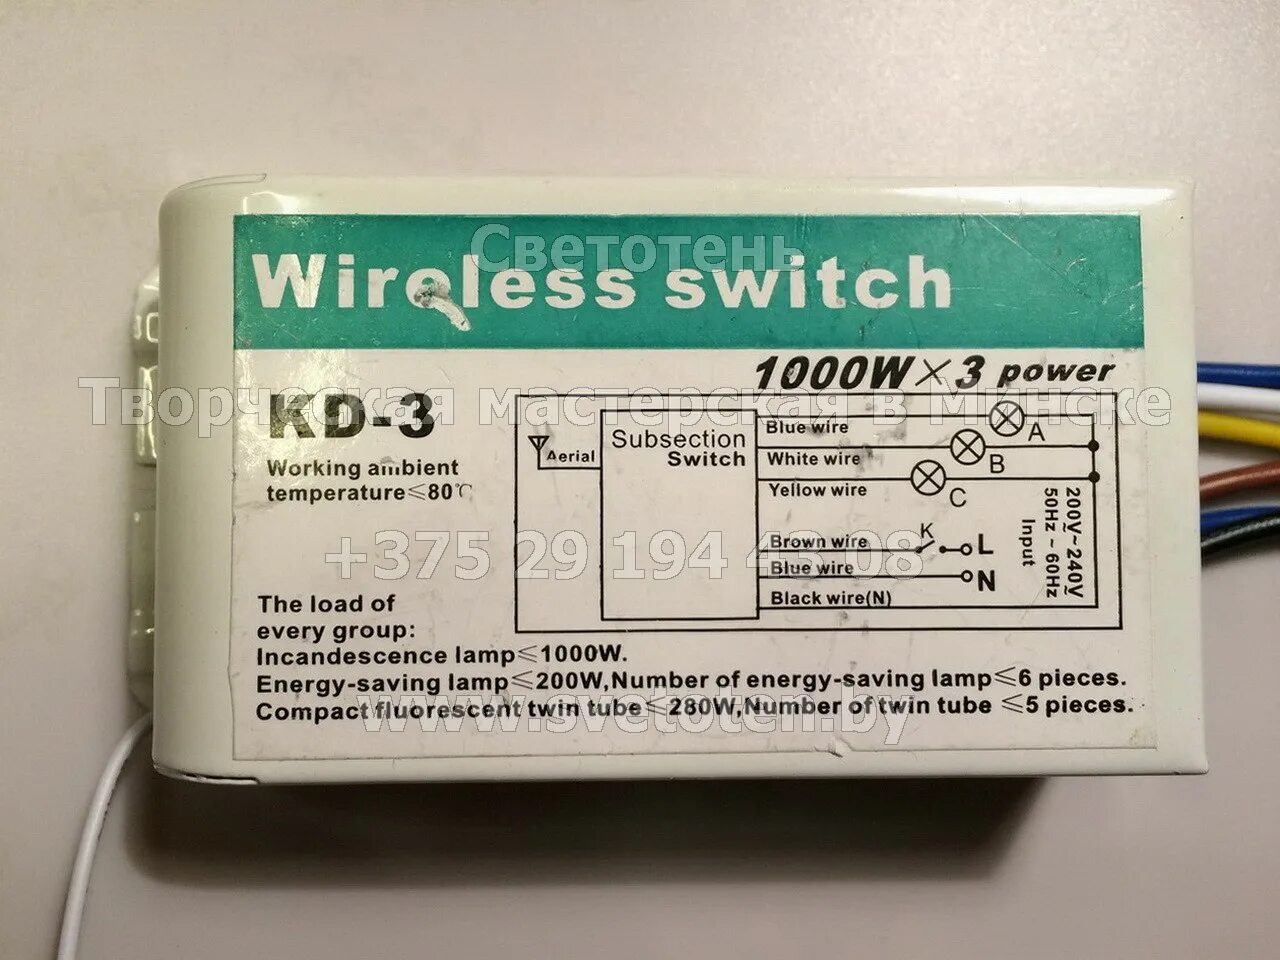 Светотень
Wireless switch
1000W×3 power
Творческая мастерская в Минске
KD-3
Working ambient
temperature≤80℃
Aerial
Subsection
Switch
Blue wire
A
White wire
B
Yellow wire
C
Brown wire
K
L
Blue wire
N
Black wire(N)
200V~240V
50Hz~60Hz
Input
+375 29 194 43 08
The load of
every group:
Incandescence lamp≤1000W.
Energy-saving lamp≤200W,Number of energy-saving lamp≤6 pieces.
Compact fluorescent twin tube≤280W,Number of twin tube ≤5 pieces.
www.svetoten.by